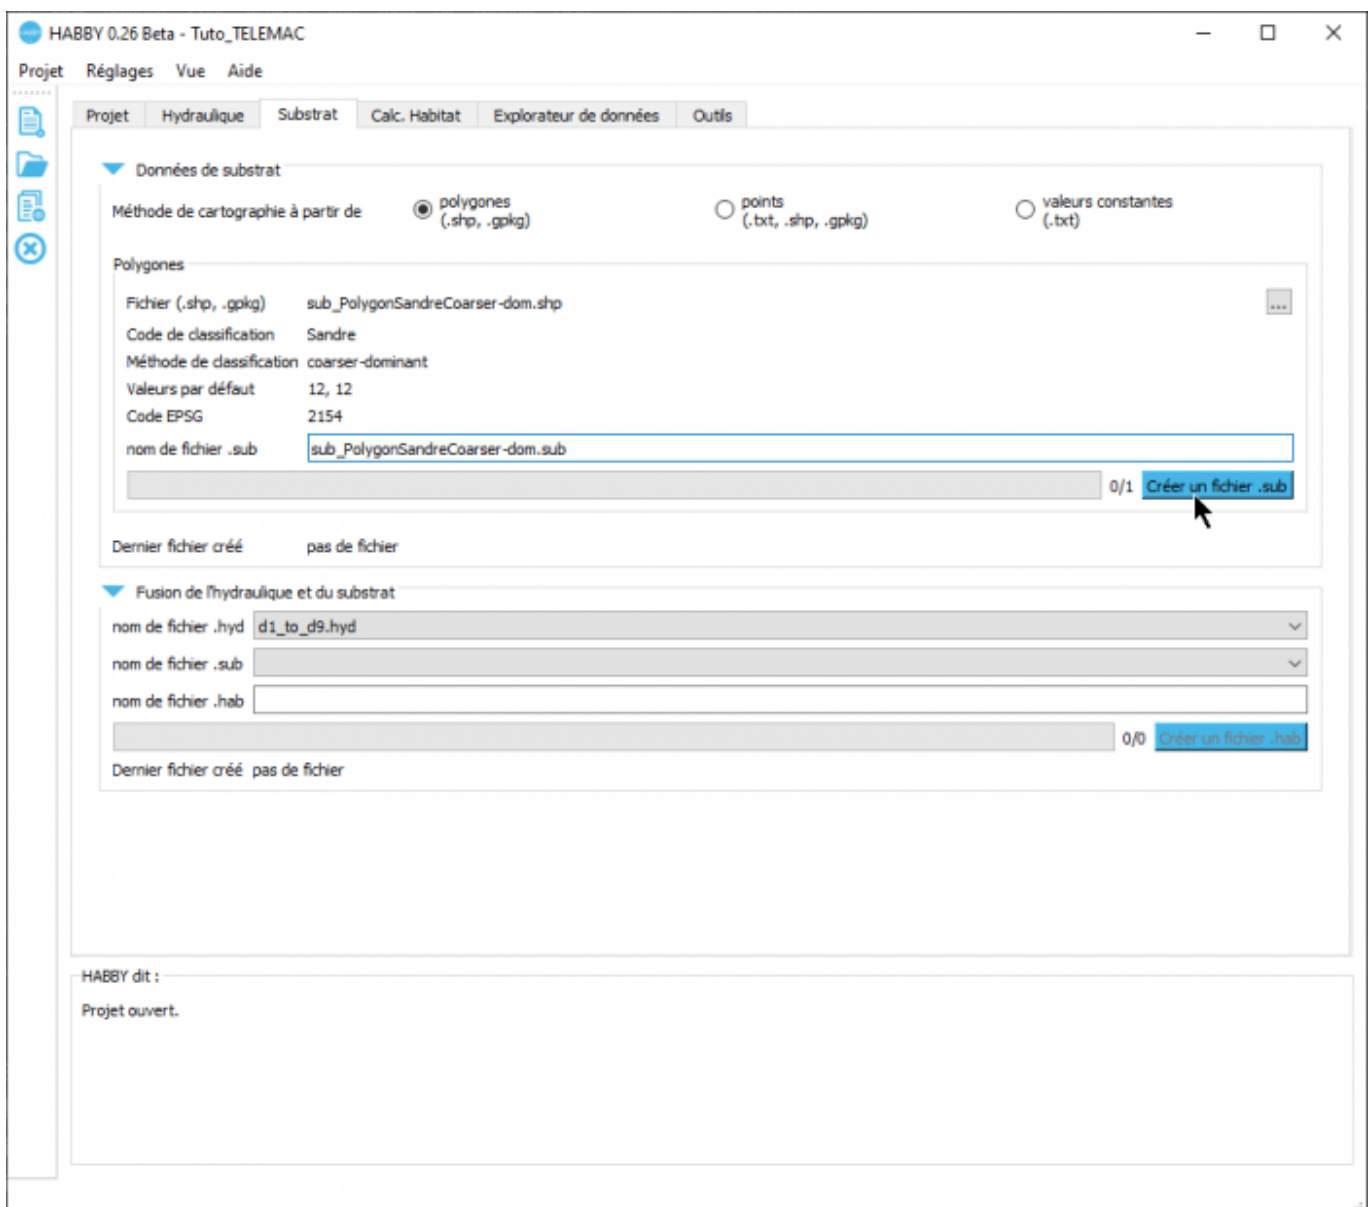 HABBY 0.26 Beta - Tuto_TELEMAC
Projet Réglages Vue Aide
Projet Hydraulique Substrat Calc. Habitat Explorateur de données Outils
Données de substrat
Méthode de cartographie à partir de
polygones
(.shp, .gpkg)
points
(.txt, .shp, .gpkg)
valeurs constantes
(.txt)
Polygones
Fichier (.shp, .gpkg) sub_PolygonSandreCoarser-dom.shp ...
Code de classification Sandre
Méthode de classification coarser-dominant
Valeurs par défaut 12, 12
Code EPSG 2154
nom de fichier .sub sub_PolygonSandreCoarser-dom.sub
0/1 Créer un fichier .sub
Dernier fichier créé pas de fichier
Fusion de l'hydraulique et du substrat
nom de fichier .hyd d1_to_d9.hyd
nom de fichier .sub
nom de fichier .hab
0/0 Créer un fichier .hab
Dernier fichier créé pas de fichier
HABBY dit :
Projet ouvert.